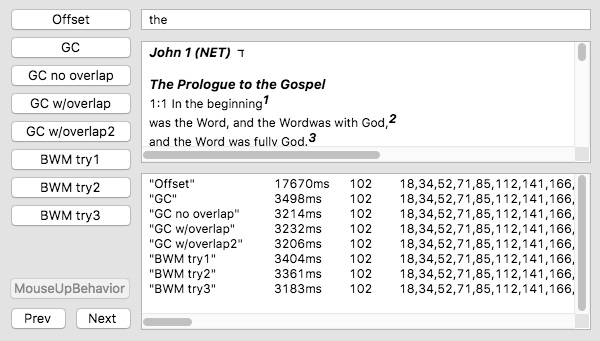 Offset
the
GC
GC no overlap
GC w/overlap
GC w/overlap2
BWM try1
BWM try2
BWM try3
MouseUpBehavior
Prev
Next
John 1 (NET) ד
The Prologue to the Gospel
1:1 In the beginning1
was the Word, and the Wordwas with God,2
and the Word was fully God.3
"Offset" 17670ms 102 18,34,52,71,85,112,141,166,
"GC" 3498ms 102 18,34,52,71,85,112,141,166,
"GC no overlap" 3214ms 102 18,34,52,71,85,112,141,166,
"GC w/overlap" 3232ms 102 18,34,52,71,85,112,141,166,
"GC w/overlap2" 3206ms 102 18,34,52,71,85,112,141,166,
"BWM try1" 3404ms 102 18,34,52,71,85,112,141,166,
"BWM try2" 3361ms 102 18,34,52,71,85,112,141,166,
"BWM try3" 3183ms 102 18,34,52,71,85,112,141,166,